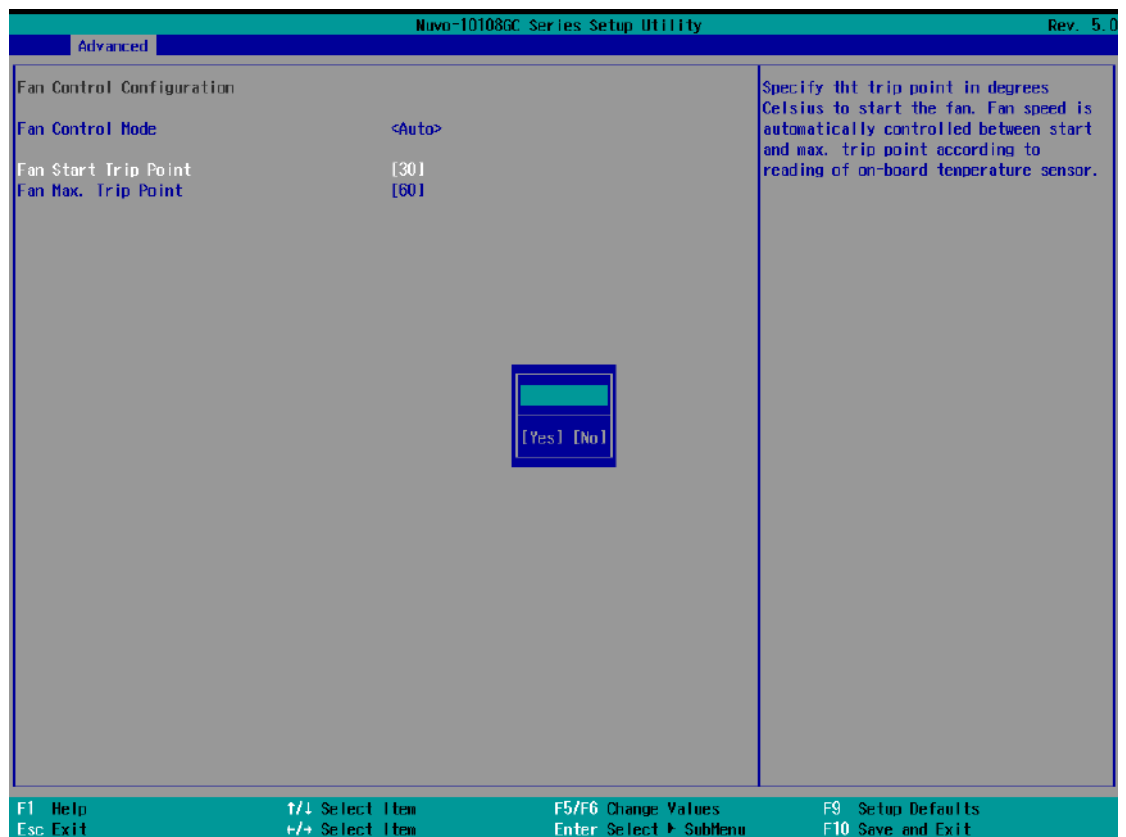 Nuvo-10108GC Series Setup Utility Rev. 5.0
Advanced
Fan Control Configuration
Fan Control Mode <Auto>
Fan Start Trip Point [30]
Fan Max. Trip Point [60]
Specify tht trip point in degrees
Celsius to start the fan. Fan speed is
automatically controlled between start
and max. trip point according to
reading of on-board temperature sensor.
[Yes] [No]
F1 Help ↑/↓ Select Item F5/F6 Change Values F9 Setup Defaults
Esc Exit ←/→ Select Item Enter Select ▶ SubMenu F10 Save and Exit